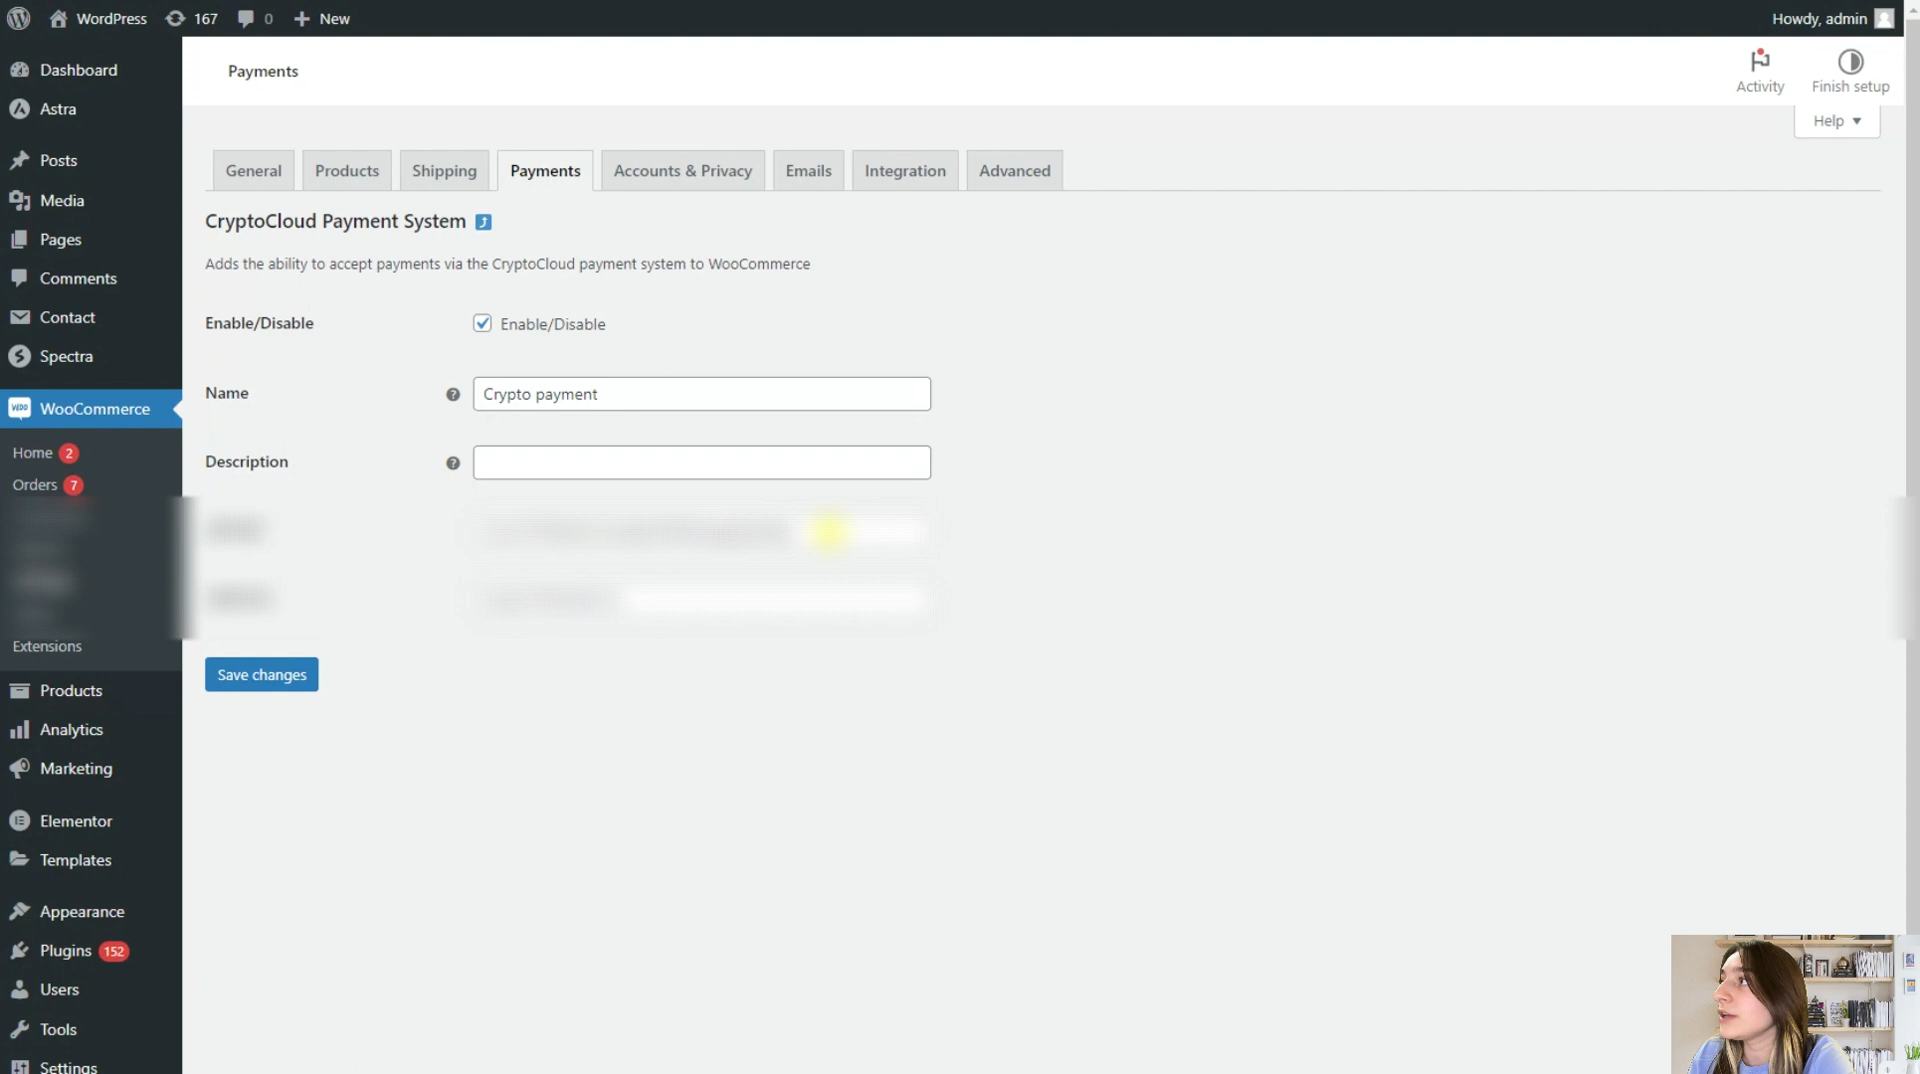 WordPress
167
0
New
Howdy, admin
Dashboard
Astra
Posts
Media
Pages
Comments
Contact
Spectra
WooCommerce
Home 2
Orders 7
Extensions
Products
Analytics
Marketing
Elementor
Templates
Appearance
Plugins 152
Users
Tools
Settings
Payments
Activity
Finish setup
Help
General
Products
Shipping
Payments
Accounts & Privacy
Emails
Integration
Advanced
CryptoCloud Payment System
Adds the ability to accept payments via the CryptoCloud payment system to WooCommerce
Enable/Disable
Enable/Disable
Name
Crypto payment
Description
Save changes